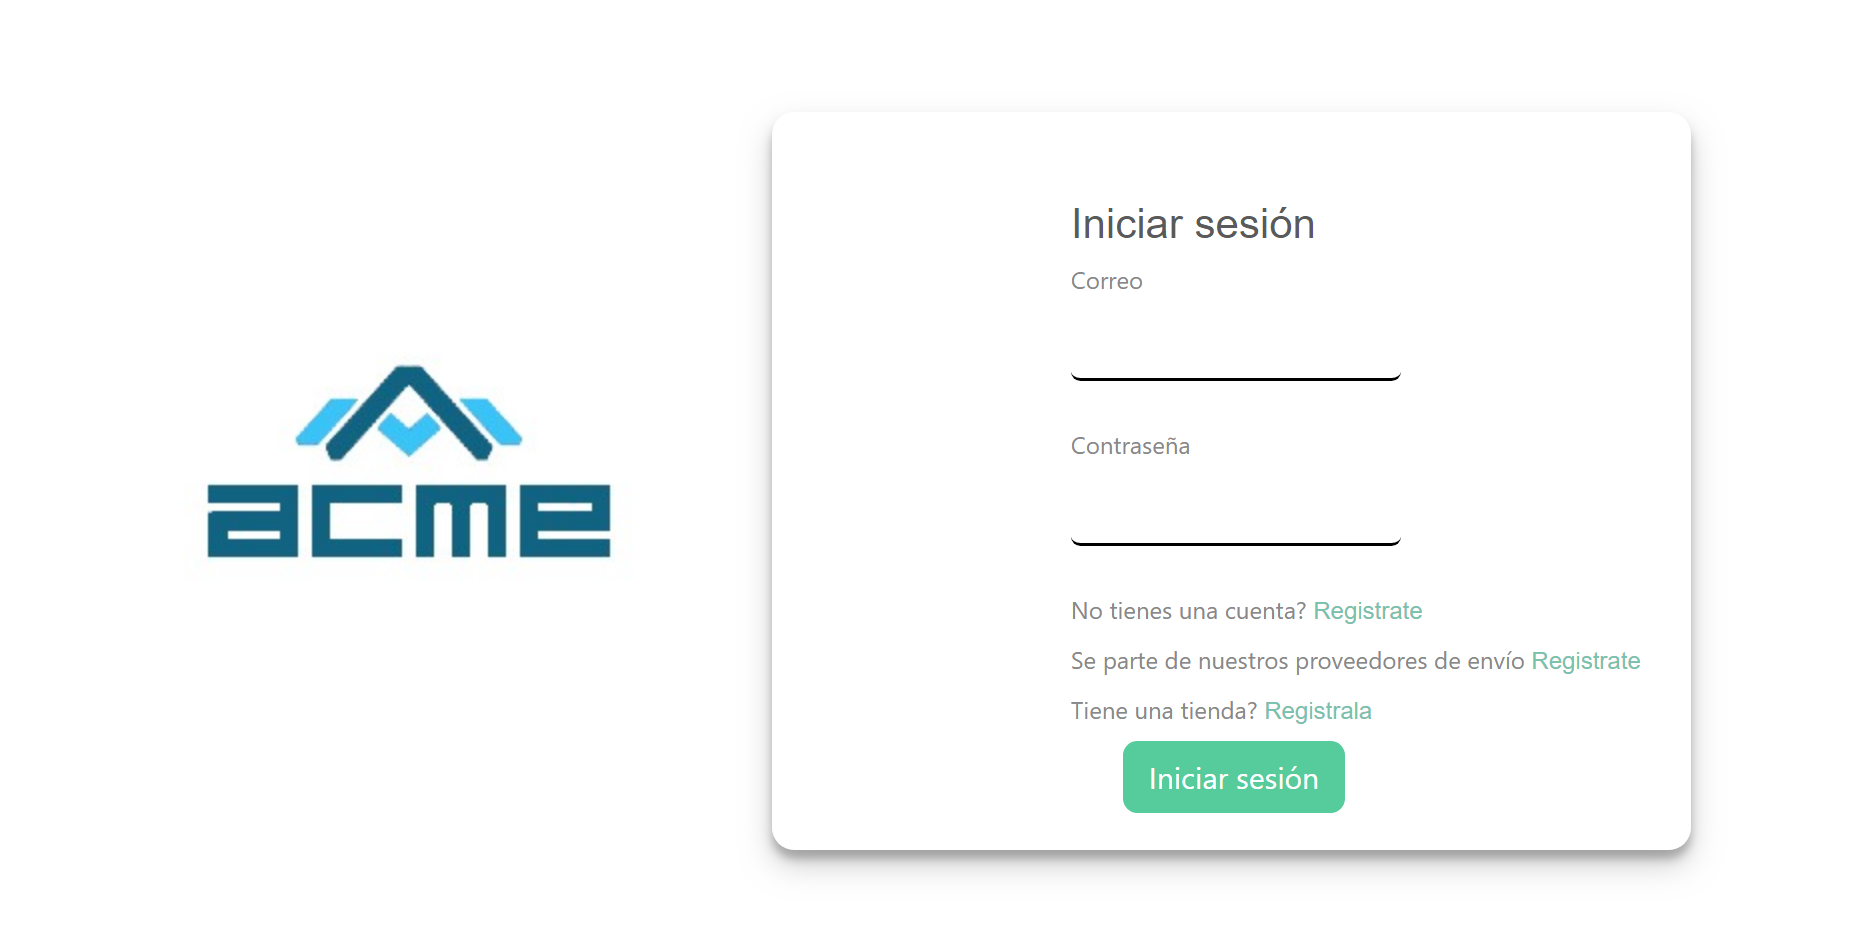 acme
Iniciar sesión
Correo
Contraseña
No tienes una cuenta? Registrate
Se parte de nuestros proveedores de envío Registrate
Tiene una tienda? Registrala
Iniciar sesión